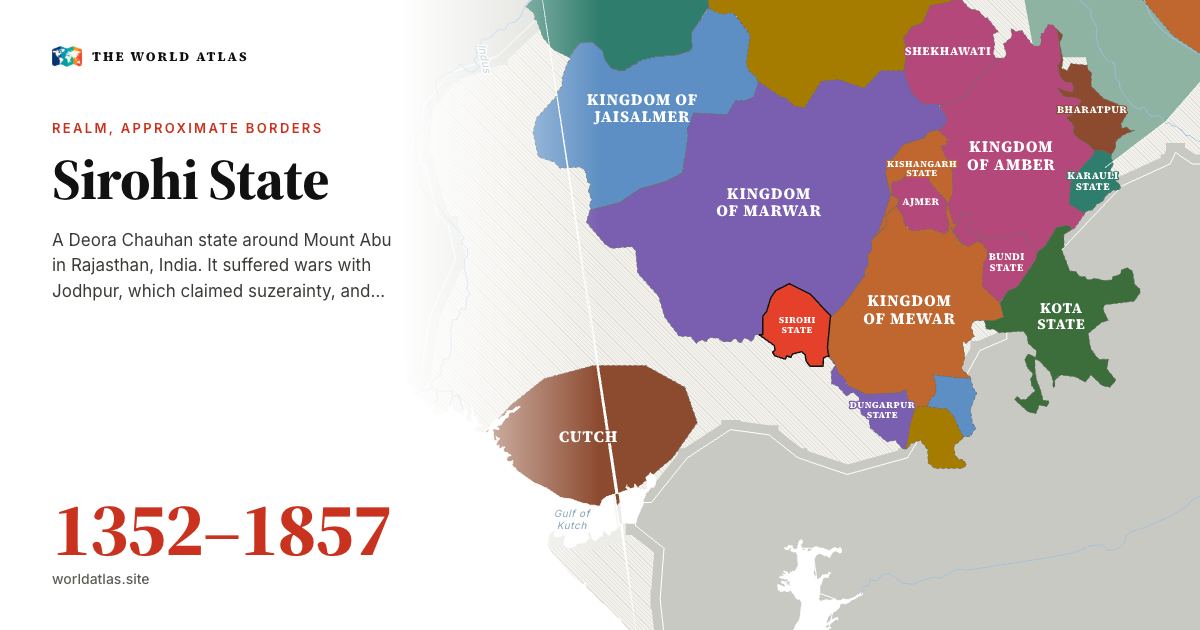 THE WORLD ATLAS
REALM, APPROXIMATE BORDERS
Sirohi State
A Deora Chauhan state around Mount Abu
in Rajasthan, India. It suffered wars with
Jodhpur, which claimed suzerainty, and...
1352–1857
worldatlas.site
Indus
SHEKHAWATI
KINGDOM OF
JAISALMER
BHARATPUR
KINGDOM
OF AMBER
KISHANGARH
STATE
KARAULI
STATE
KINGDOM
OF MARWAR
AJMER
BUNDI
STATE
KINGDOM
OF MEWAR
KOTA
STATE
SIROHI
STATE
DUNGARPUR
STATE
CUTCH
Gulf of
Kutch